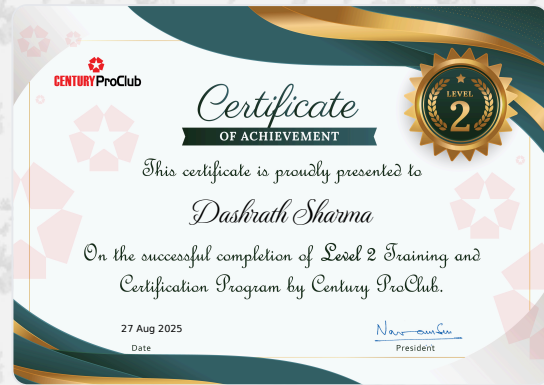 CENTURY ProClub
LEVEL
2
Certificate
OF ACHIEVEMENT
This certificate is proudly presented to
Dashrath Sharma
On the successful completion of Level 2 Training and
Certification Program by Century ProClub.
27 Aug 2025
Date
President